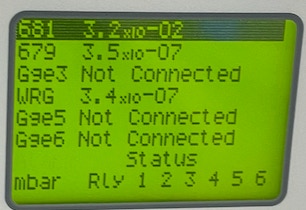 681 3.2x10-02
679 3.5x10-07
Gge3 Not Connected
WRG 3.4x10-07
Gge5 Not Connected
Gge6 Not Connected
Status
mbar Rly 1 2 3 4 5 6